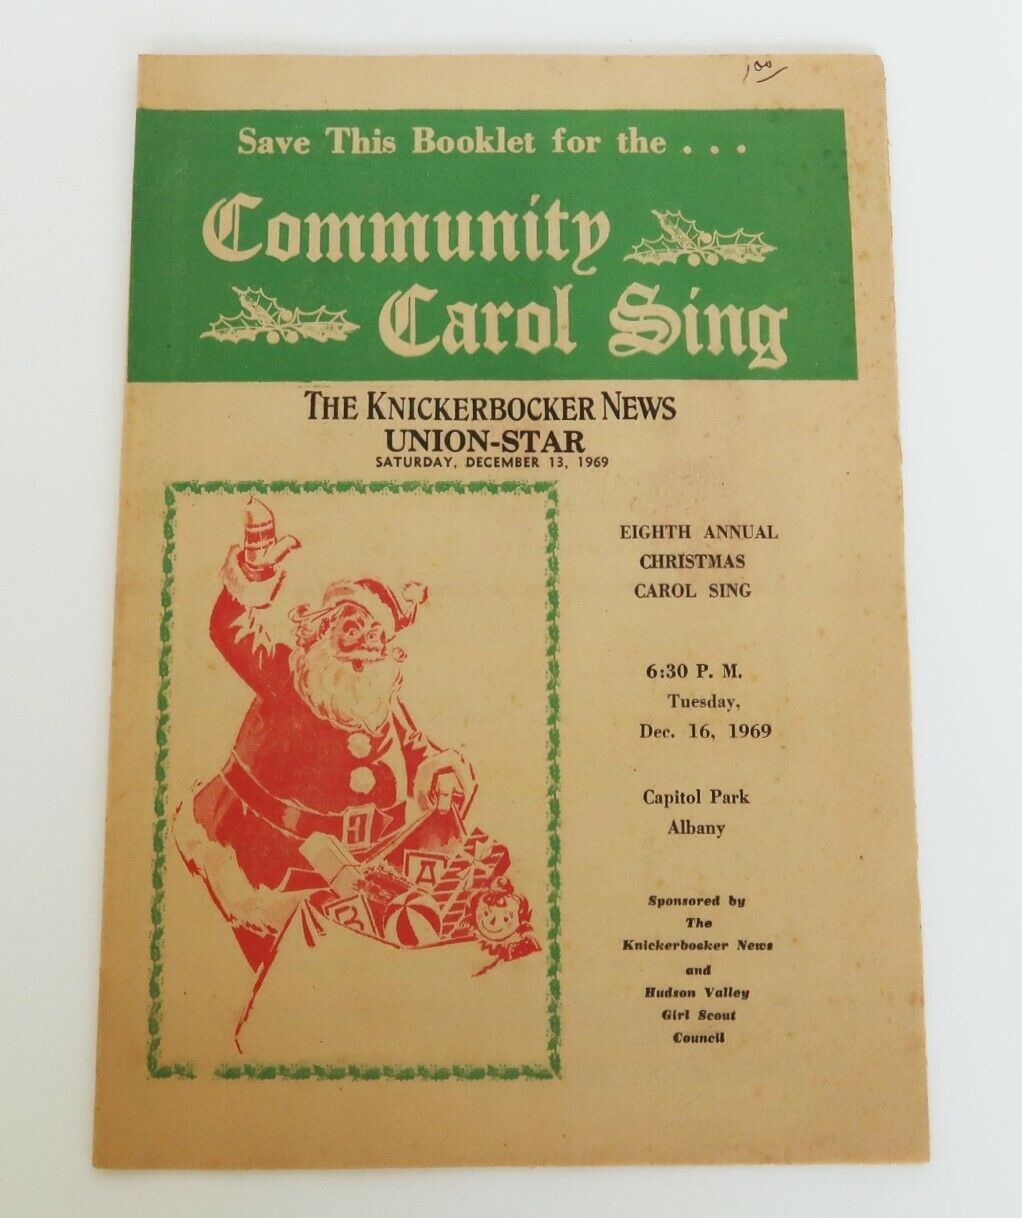 1.00
Save This Booklet for the . . .
Community
Carol Sing
THE KNICKERBOCKER NEWS
UNION-STAR
SATURDAY, DECEMBER 13, 1969
EIGHTH ANNUAL
CHRISTMAS
CAROL SING
6:30 P. M.
Tuesday,
Dec. 16, 1969
Capitol Park
Albany
A
B
Sponsored by
The
Knickerbocker News
and
Hudson Valley
Girl Scout
Council